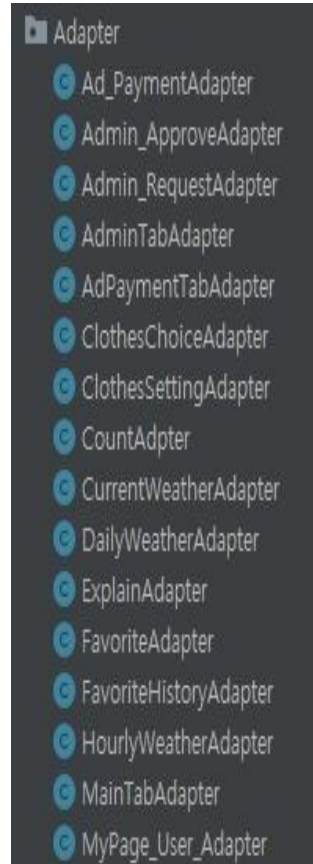 Adapter
Ad_PaymentAdapter
Admin_ApproveAdapter
Admin_RequestAdapter
AdminTabAdapter
AdPaymentTabAdapter
ClothesChoiceAdapter
ClothesSettingAdapter
CountAdpter
CurrentWeatherAdapter
DailyWeatherAdapter
ExplainAdapter
FavoriteAdapter
FavoriteHistoryAdapter
HourlyWeatherAdapter
MainTabAdapter
MyPage_User_Adapter